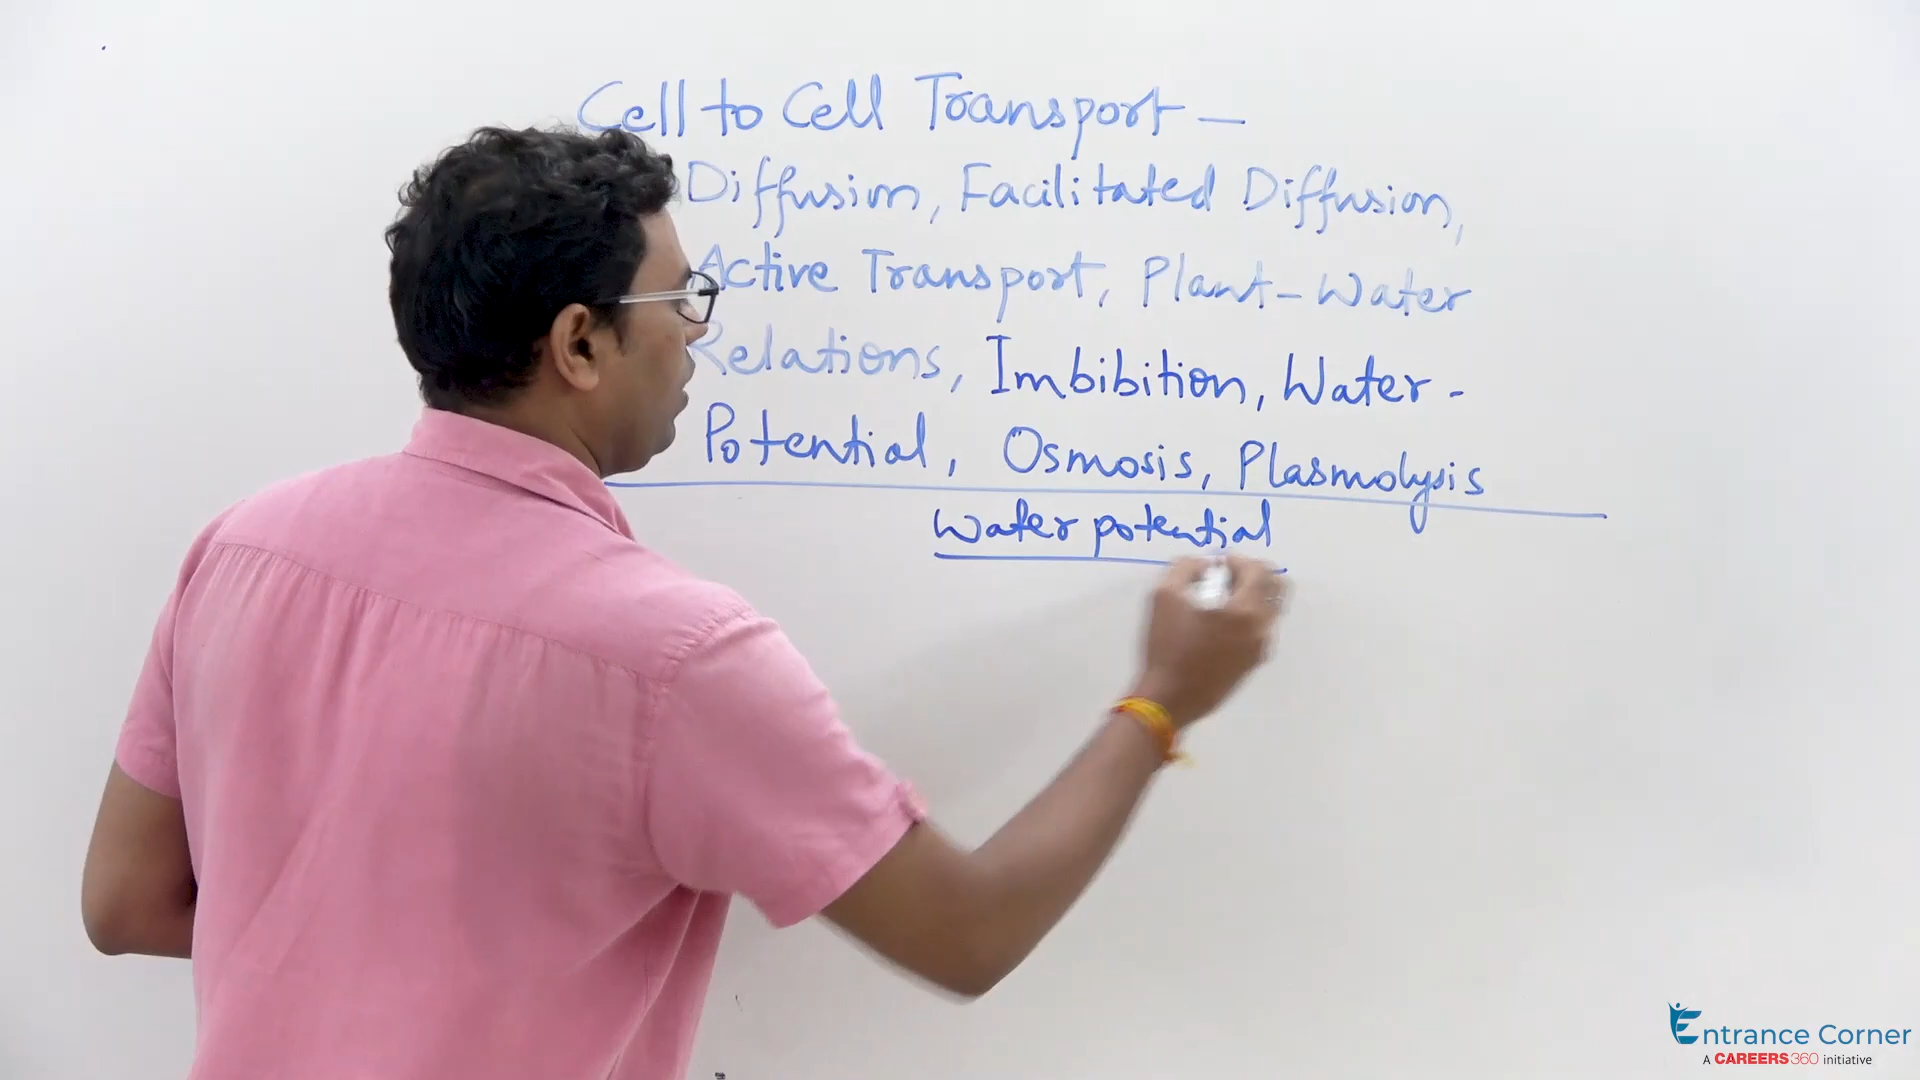 Cell to Cell Transport –
Diffusion, Facilitated Diffusion,
Active Transport, Plant-Water
Relations, Imbibition, Water-
Potential, Osmosis, Plasmolysis
Water potential
Entrance Corner
A CAREERS360 initiative